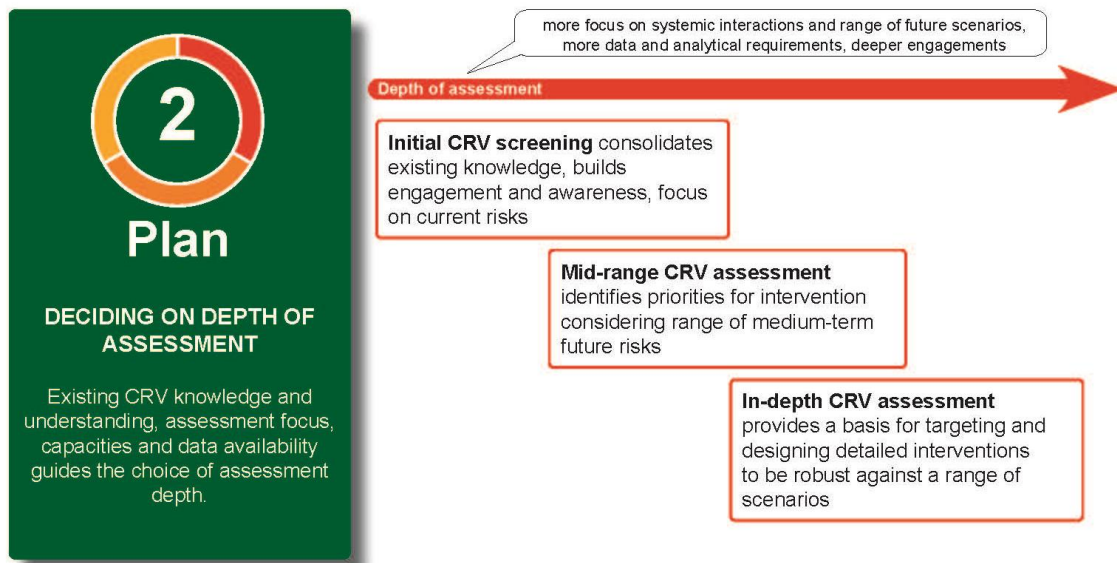 2
Plan
DECIDING ON DEPTH OF
ASSESSMENT
Existing CRV knowledge and
understanding, assessment focus,
capacities and data availability
guides the choice of assessment
depth.
more focus on systemic interactions and range of future scenarios,
more data and analytical requirements, deeper engagements
Depth of assessment
Initial CRV screening consolidates
existing knowledge, builds
engagement and awareness, focus
on current risks
Mid-range CRV assessment
identifies priorities for intervention
considering range of medium-term
future risks
In-depth CRV assessment
provides a basis for targeting and
designing detailed interventions
to be robust against a range of
scenarios